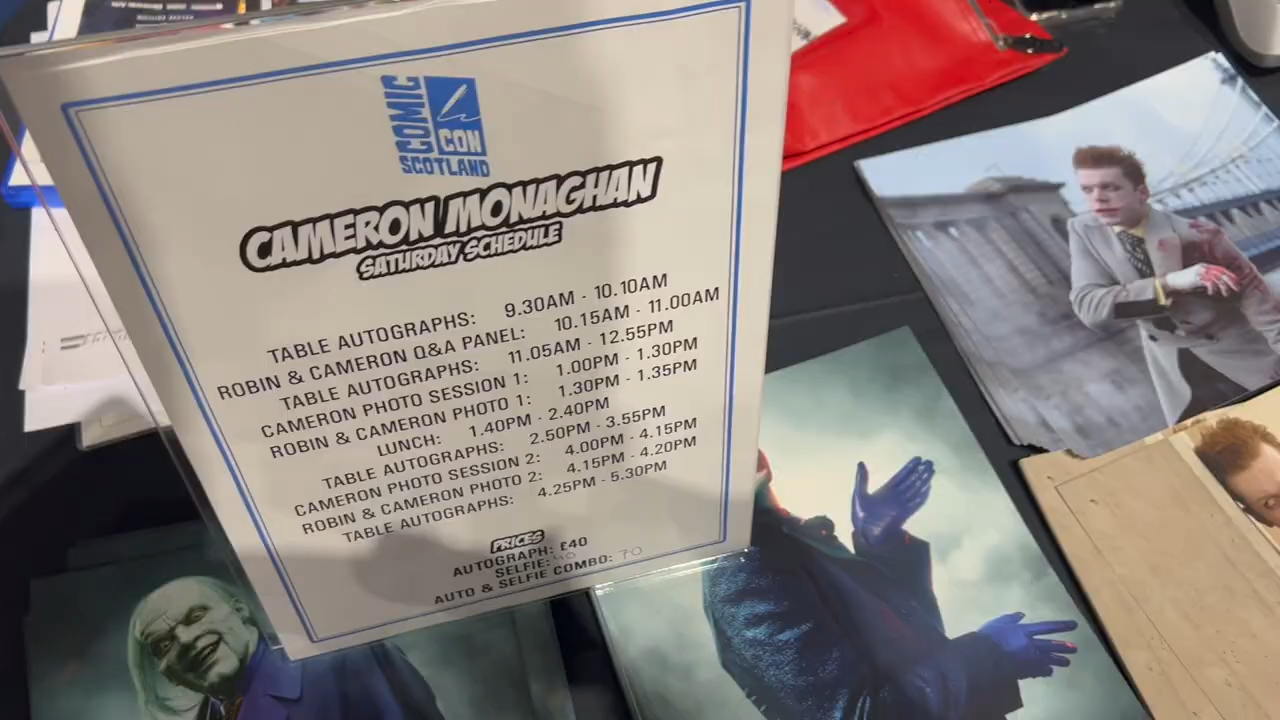 COMIC
CON
SCOTLAND
CAMERON MONAGHAN
SATURDAY SCHEDULE
TABLE AUTOGRAPHS: 9.30AM - 10.10AM
ROBIN & CAMERON Q&A PANEL: 10.15AM - 11.00AM
TABLE AUTOGRAPHS: 11.05AM - 12.55PM
CAMERON PHOTO SESSION 1: 1.00PM - 1.30PM
ROBIN & CAMERON PHOTO 1: 1.30PM - 1.35PM
LUNCH: 1.40PM - 2.40PM
TABLE AUTOGRAPHS: 2.50PM - 3.55PM
CAMERON PHOTO SESSION 2: 4.00PM - 4.15PM
ROBIN & CAMERON PHOTO 2: 4.15PM - 4.20PM
TABLE AUTOGRAPHS: 4.25PM - 5.30PM
PRICES
AUTOGRAPH: £40
SELFIE: 40
AUTO & SELFIE COMBO: 70